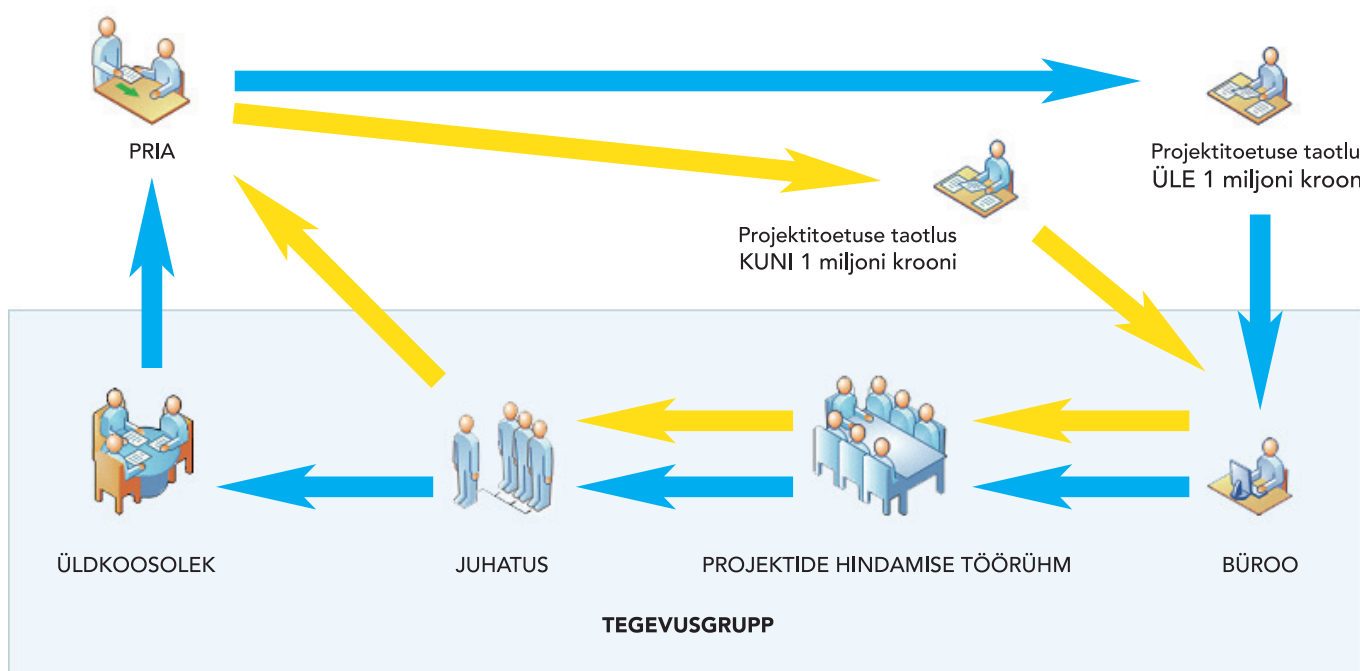 PRIA
Projektitoetuse taotlu
ÜLE 1 miljoni kroon
Projektitoetuse taotlus
KUNI 1 miljoni krooni
ÜLDKOOSOLEK
JUHATUS
PROJEKTIDE HINDAMISE TÖÖRÜHM
BÜROO
TEGEVUSGRUPP